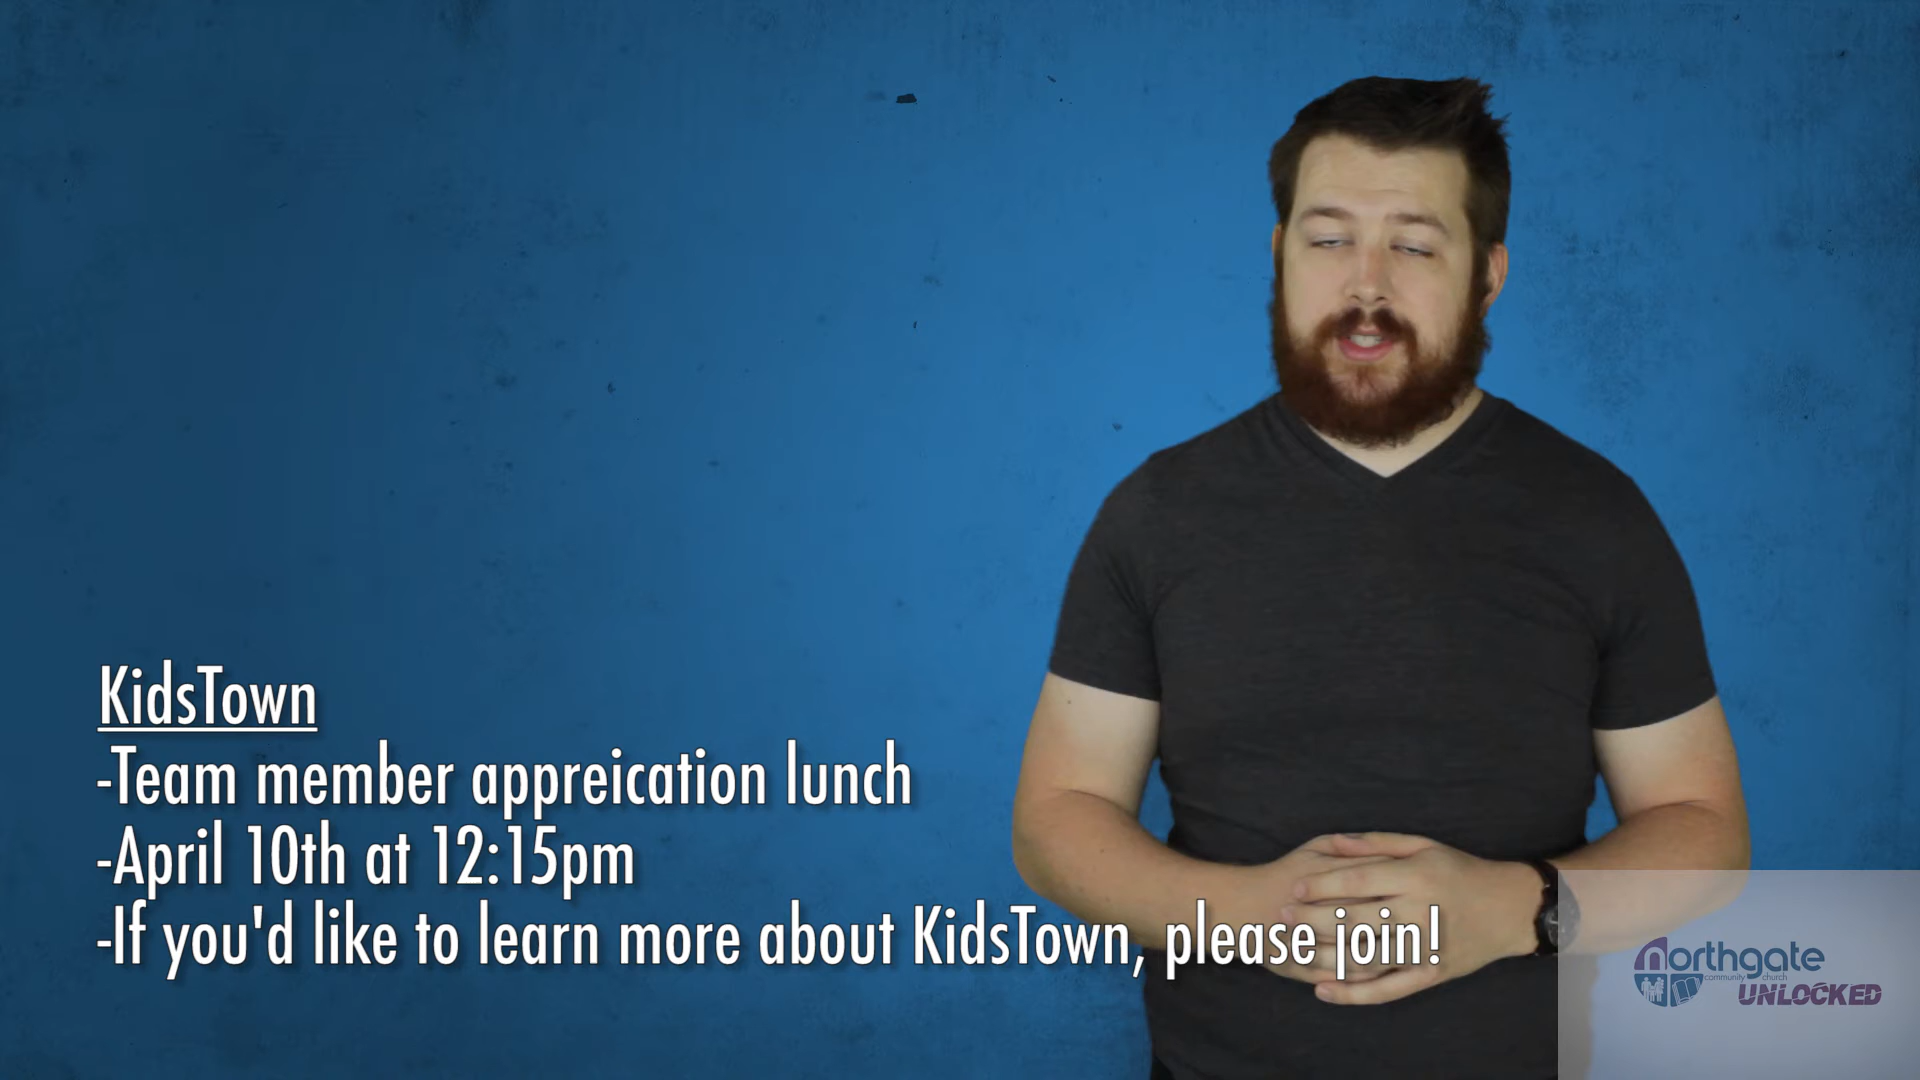 KidsTown
-Team member appreication lunch
-April 10th at 12:15pm
-If you'd like to learn more about KidsTown, please join!
northgate
community church
UNLOCKED